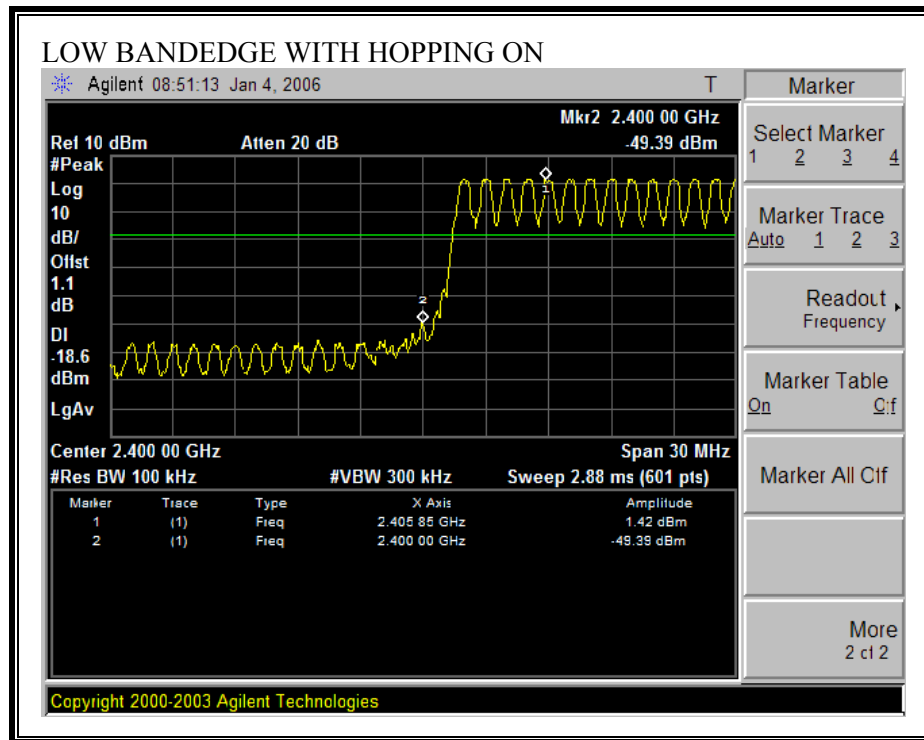 LOW BANDEDGE WITH HOPPING ON
Agilent 08:51:13 Jan 4, 2006 T
Mkr2 2.400 00 GHz
Ref 10 dBm Atten 20 dB -49.39 dBm
#Peak
Log
10
dB/
Offst
1.1
dB
DI
-18.6
dBm
LgAv
1
2
Center 2.400 00 GHz Span 30 MHz
#Res BW 100 kHz #VBW 300 kHz Sweep 2.88 ms (601 pts)
Marker Trace Type X Axis Amplitude
1 (1) Freq 2.405 85 GHz 1.42 dBm
2 (1) Freq 2.400 00 GHz -49.39 dBm
Copyright 2000-2003 Agilent Technologies
Marker
Select Marker
1 2 3 4
Marker Trace
Auto 1 2 3
Readout
Frequency
Marker Table
On Off
Marker All Off
More
2 of 2